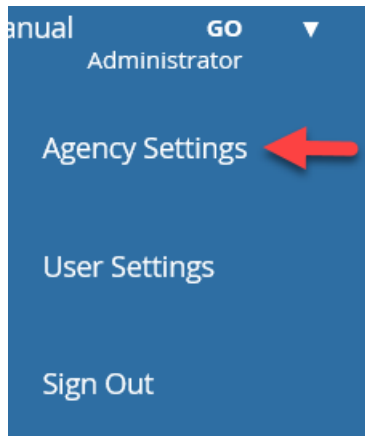 anual GO ▼
Administrator
Agency Settings
User Settings
Sign Out